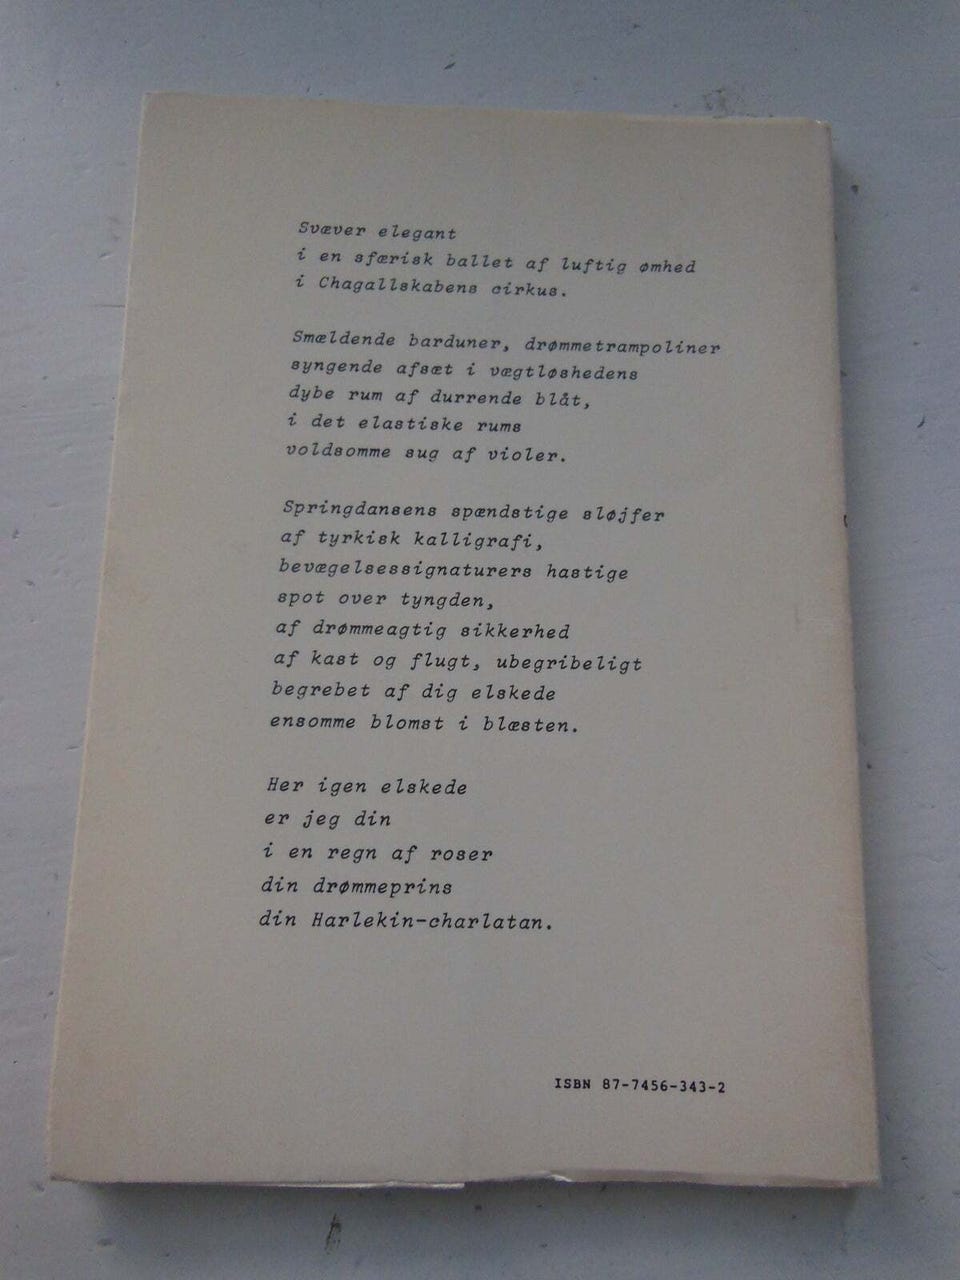 Svæver elegant
i en sfærisk ballet af luftig ømhed
i Chagallskabens cirkus.
Smældende barduner, drømmetrampoliner
syngende afsæt i vægtløshedens
dybe rum af durrende blåt,
i det elastiske rums
voldsomme sug af violer.
Springdansens spændstige sløjfer
af tyrkisk kalligrafi,
bevægelsessignaturers hastige
spot over tyngden,
af drømmeagtig sikkerhed
af kast og flugt, ubegribeligt
begrebet af dig elskede
ensomme blomst i blæsten.
Her igen elskede
er jeg din
i en regn af roser
din drømmeprins
din Harlekin-charlatan.
ISBN 87-7456-343-2